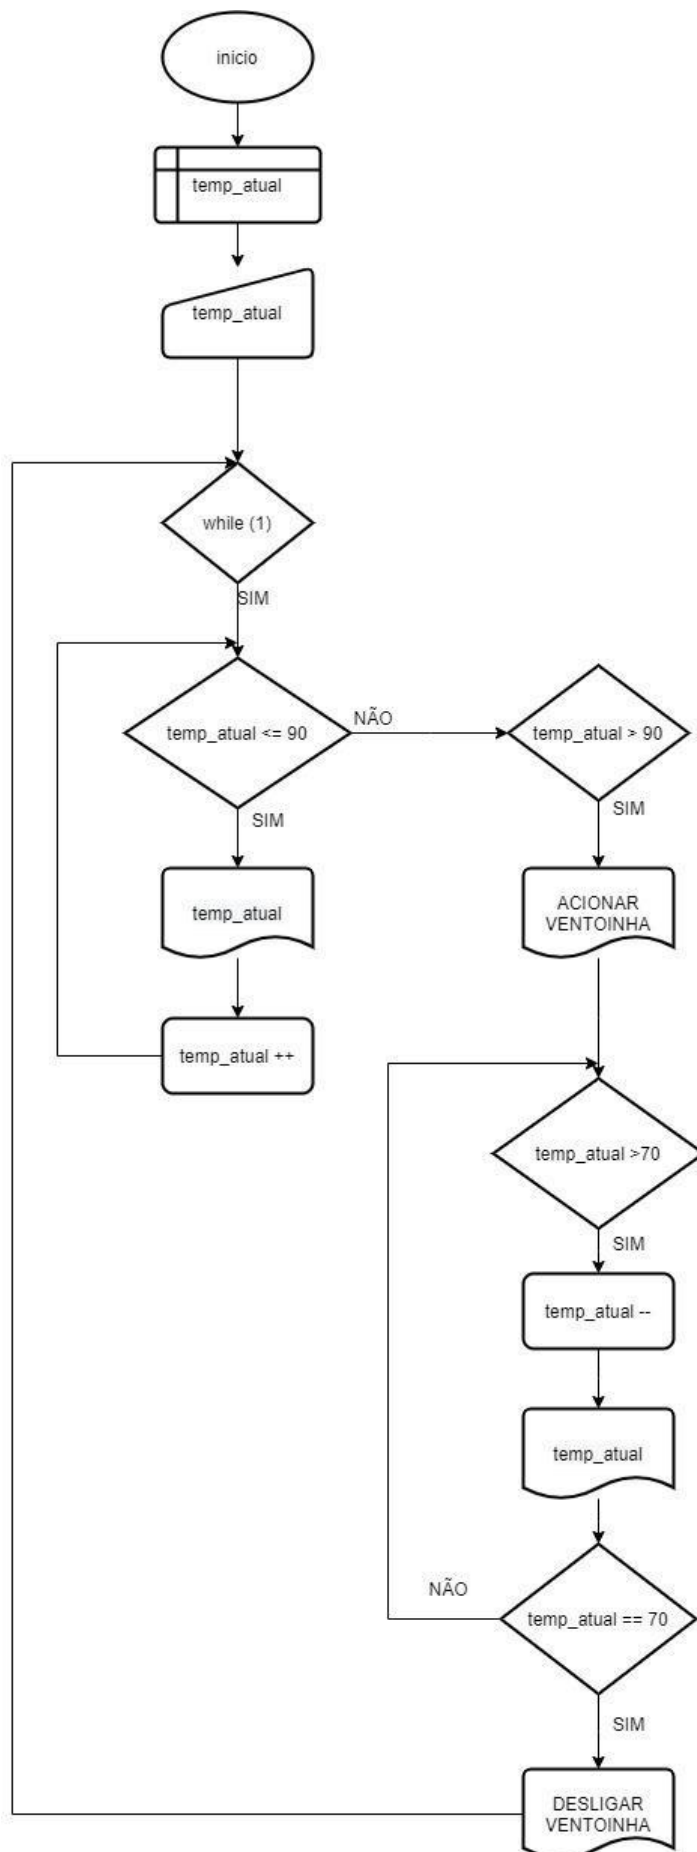 inicio
temp_atual
temp_atual
while (1)
SIM
temp_atual <= 90
NÃO
temp_atual > 90
SIM
SIM
temp_atual
ACIONAR
VENTOINHA
temp_atual ++
temp_atual >70
SIM
temp_atual --
temp_atual
NÃO
temp_atual == 70
SIM
DESLIGAR
VENTOINHA